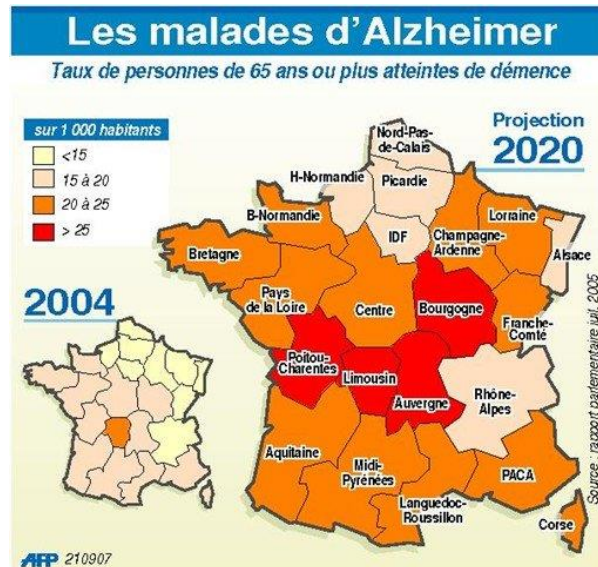 Les malades d'Alzheimer
Taux de personnes de 65 ans ou plus atteintes de démence
sur 1 000 habitants
<15
15 à 20
20 à 25
> 25
Projection
2020
Nord-Pas-
de-Calais
H-Normandie
Picardie
B-Normandie
IDF
Champagne-
Ardenne
Lorraine
Alsace
Bretagne
Pays
de la Loire
Centre
Bourgogne
Franche-
Comté
2004
Poitou-
Charentes
Limousin
Auvergne
Rhône-
Alpes
Aquitaine
Midi-
Pyrénées
Languedoc-
Roussillon
PACA
Corse
Source : rapport parlementaire juil. 2005
AFP 210907